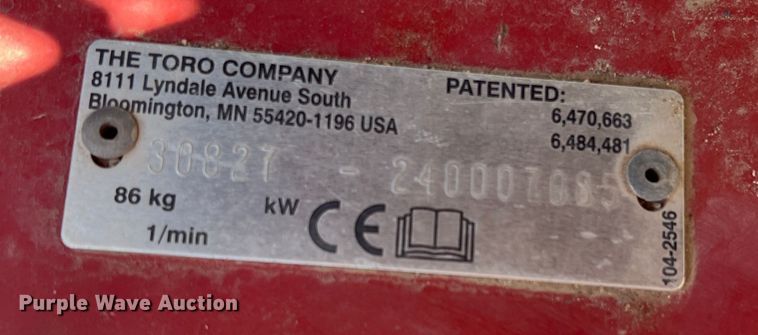 THE TORO COMPANY
8111 Lyndale Avenue South
Bloomington, MN 55420-1196 USA
PATENTED:
6,470,663
6,484,481
30827 -
86 kg
kW
1/min
CE
104-2546
Purple Wave Auction